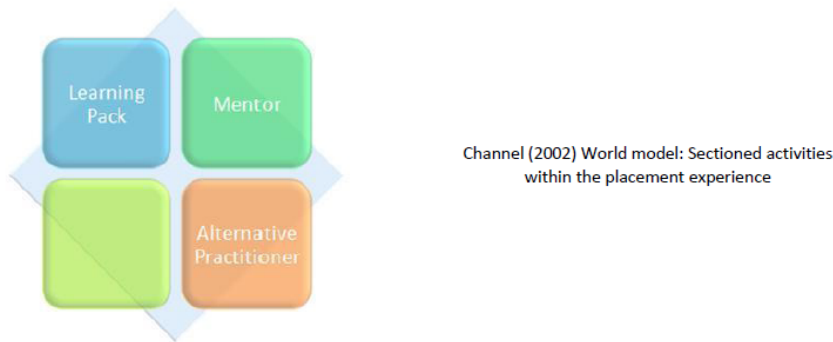 Learning
Pack
Mentor
Channel (2002) World model: Sectioned activities
within the placement experience
Alternative
Practitioner